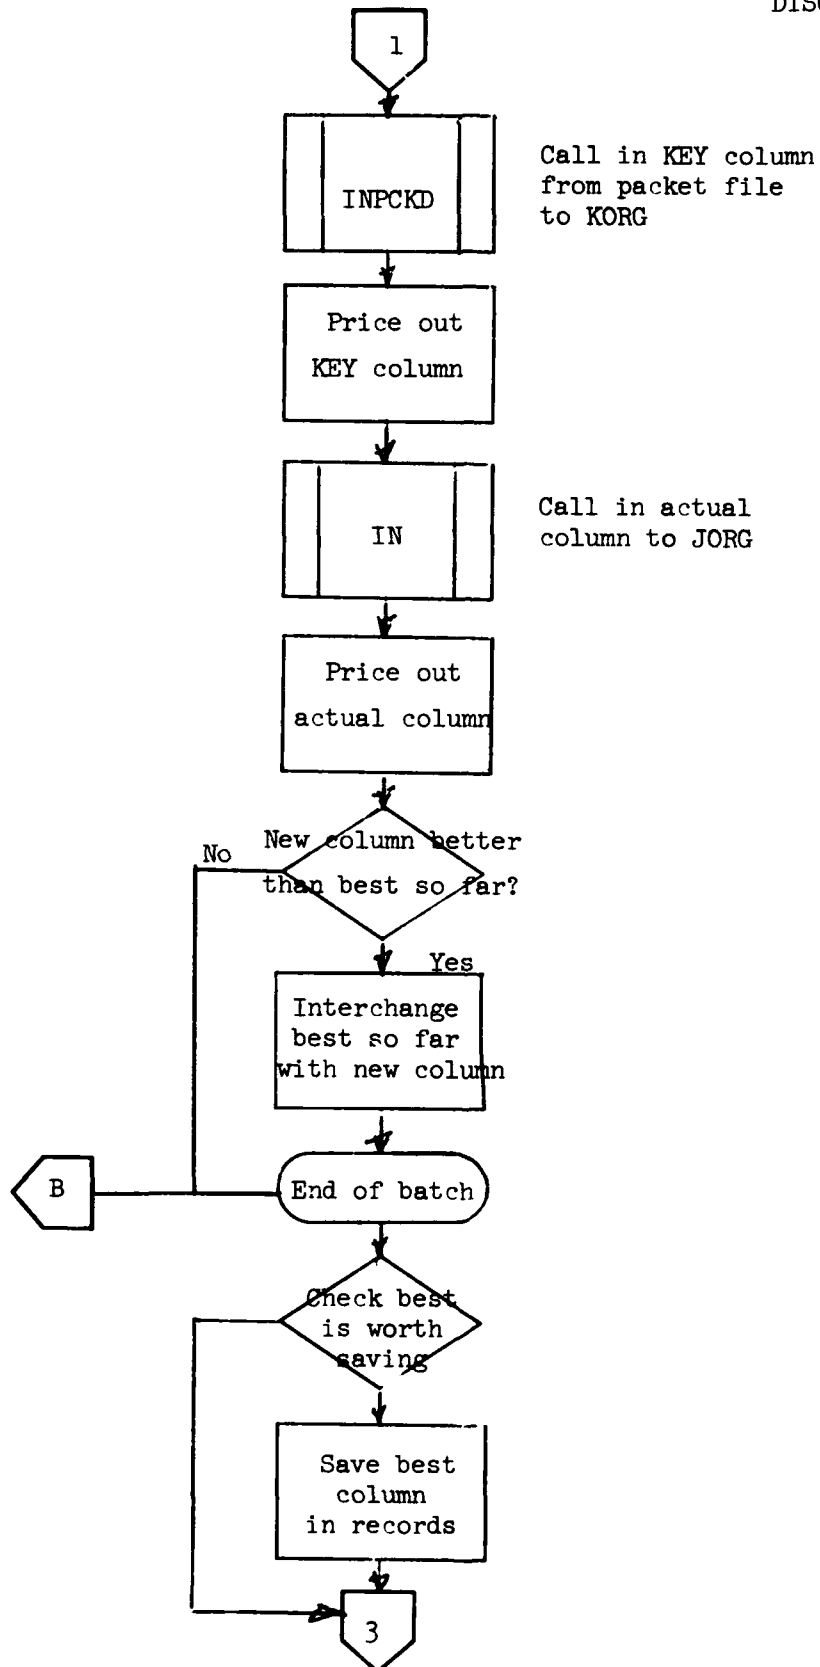 1
INPCKD
Call in KEY column
from packet file
to KORG
Price out
KEY column
IN
Call in actual
column to JORG
Price out
actual column
New column better
than best so far?
No
Yes
Interchange
best so far
with new column
B
End of batch
Check best
is worth
saving
Save best
column
in records
3